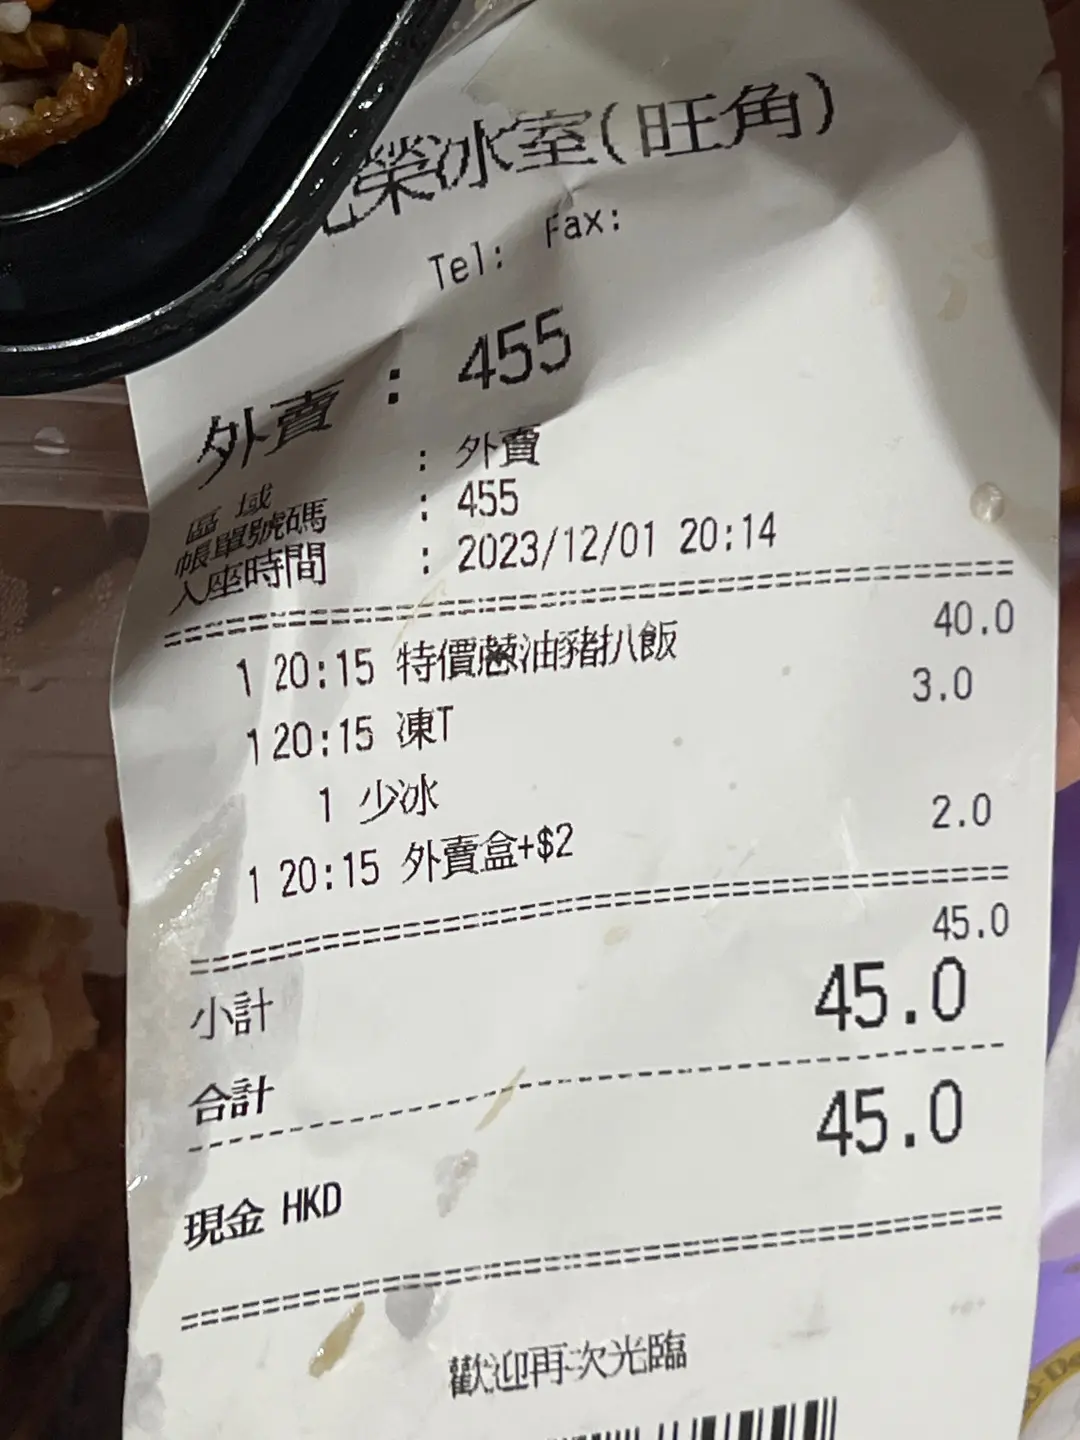 榮冰室(旺角)
Tel: Fax:
外賣 : 455
區域 : 外賣
帳單號碼 : 455
入座時間 : 2023/12/01 20:14
1 20:15 特價蔥油豬扒飯 40.0
1 20:15 凍T 3.0
1 少冰
1 20:15 外賣盒+$2 2.0
小計 45.0
合計 45.0
現金 HKD 45.0
歡迎再次光臨